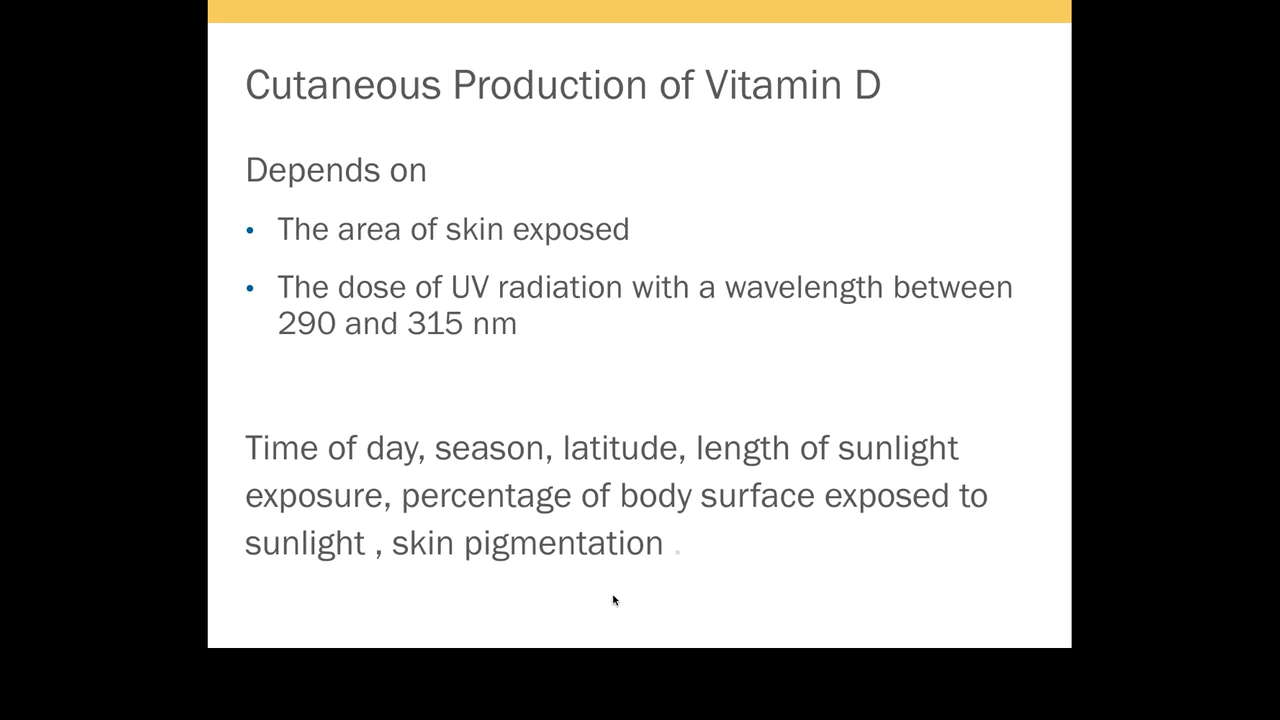 Cutaneous Production of Vitamin D
Depends on
• The area of skin exposed
• The dose of UV radiation with a wavelength between
290 and 315 nm
Time of day, season, latitude, length of sunlight
exposure, percentage of body surface exposed to
sunlight , skin pigmentation .